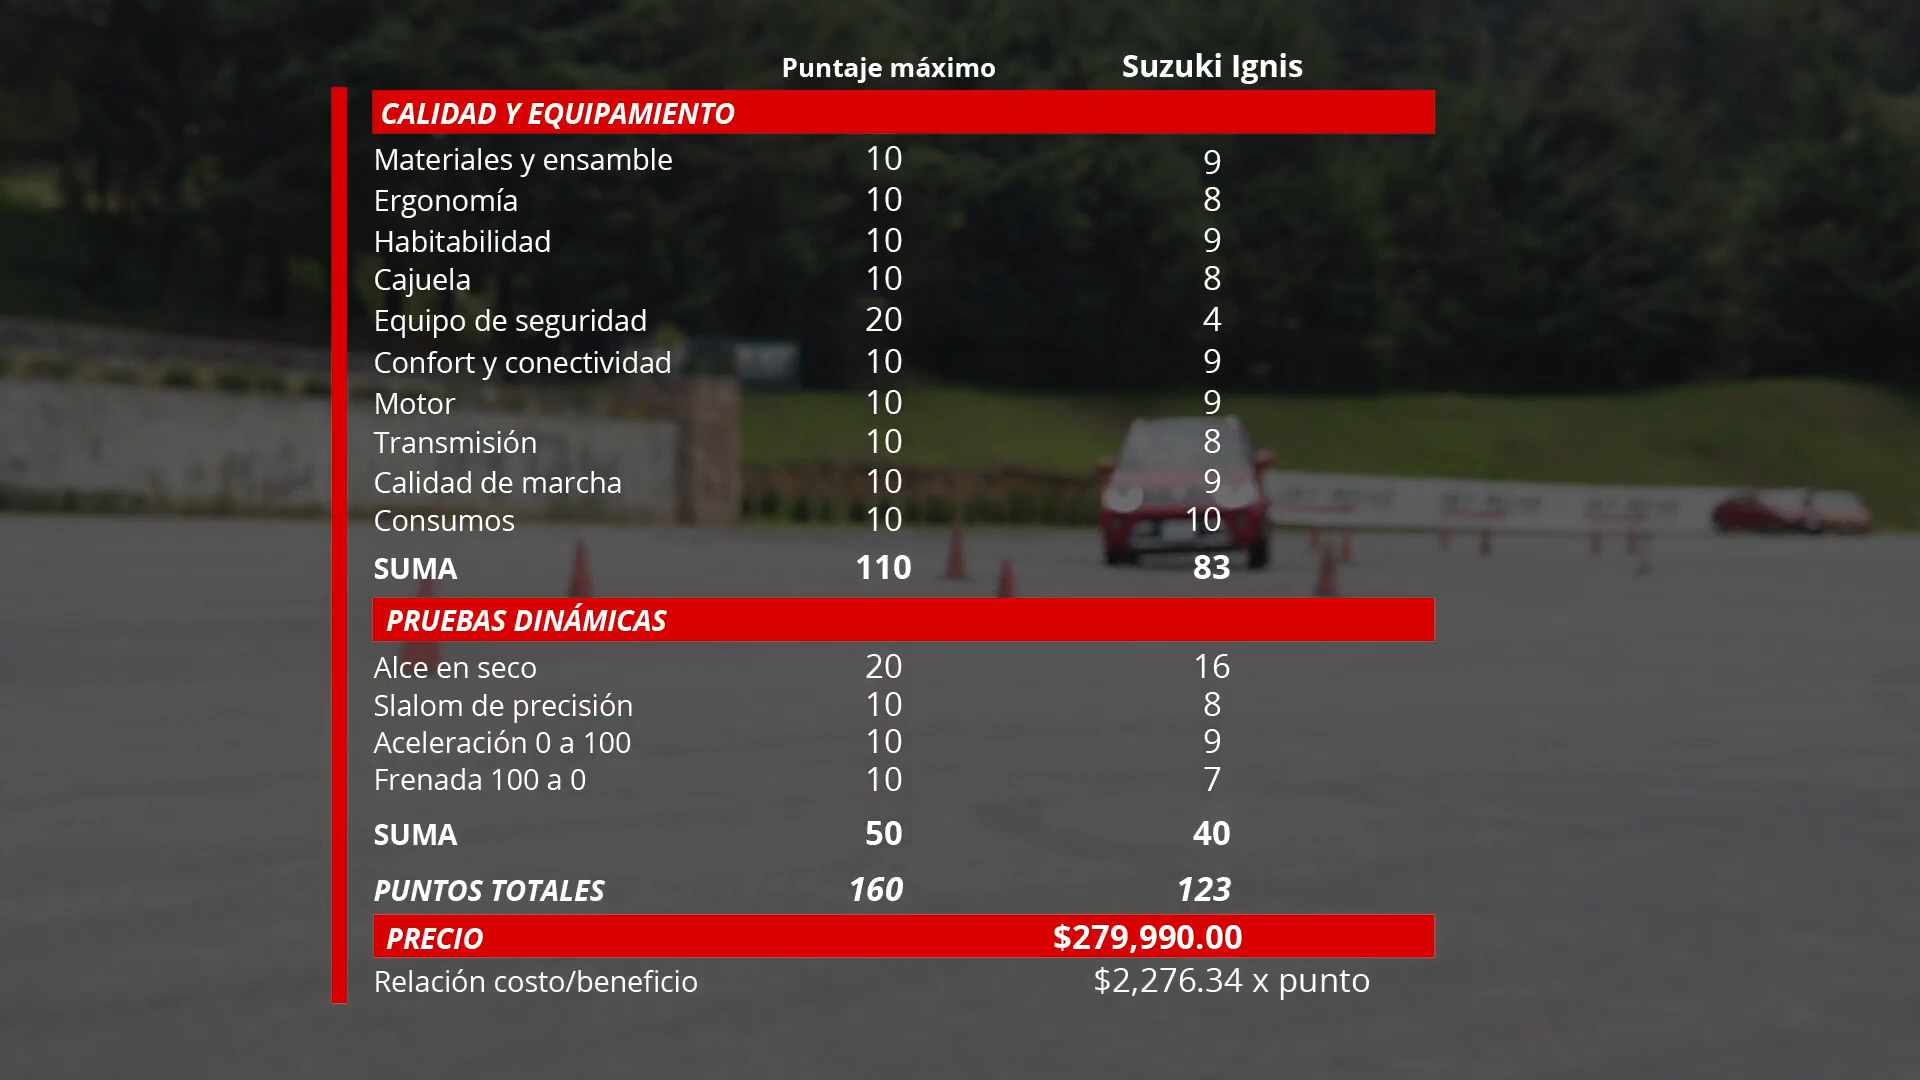 Puntaje máximo Suzuki Ignis
CALIDAD Y EQUIPAMIENTO
Materiales y ensamble 10 9
Ergonomía 10 8
Habitabilidad 10 9
Cajuela 10 8
Equipo de seguridad 20 4
Confort y conectividad 10 9
Motor 10 9
Transmisión 10 8
Calidad de marcha 10 9
Consumos 10 10
SUMA 110 83
PRUEBAS DINÁMICAS
Alce en seco 20 16
Slalom de precisión 10 8
Aceleración 0 a 100 10 9
Frenada 100 a 0 10 7
SUMA 50 40
PUNTOS TOTALES 160 123
PRECIO $279,990.00
Relación costo/beneficio $2,276.34 x punto